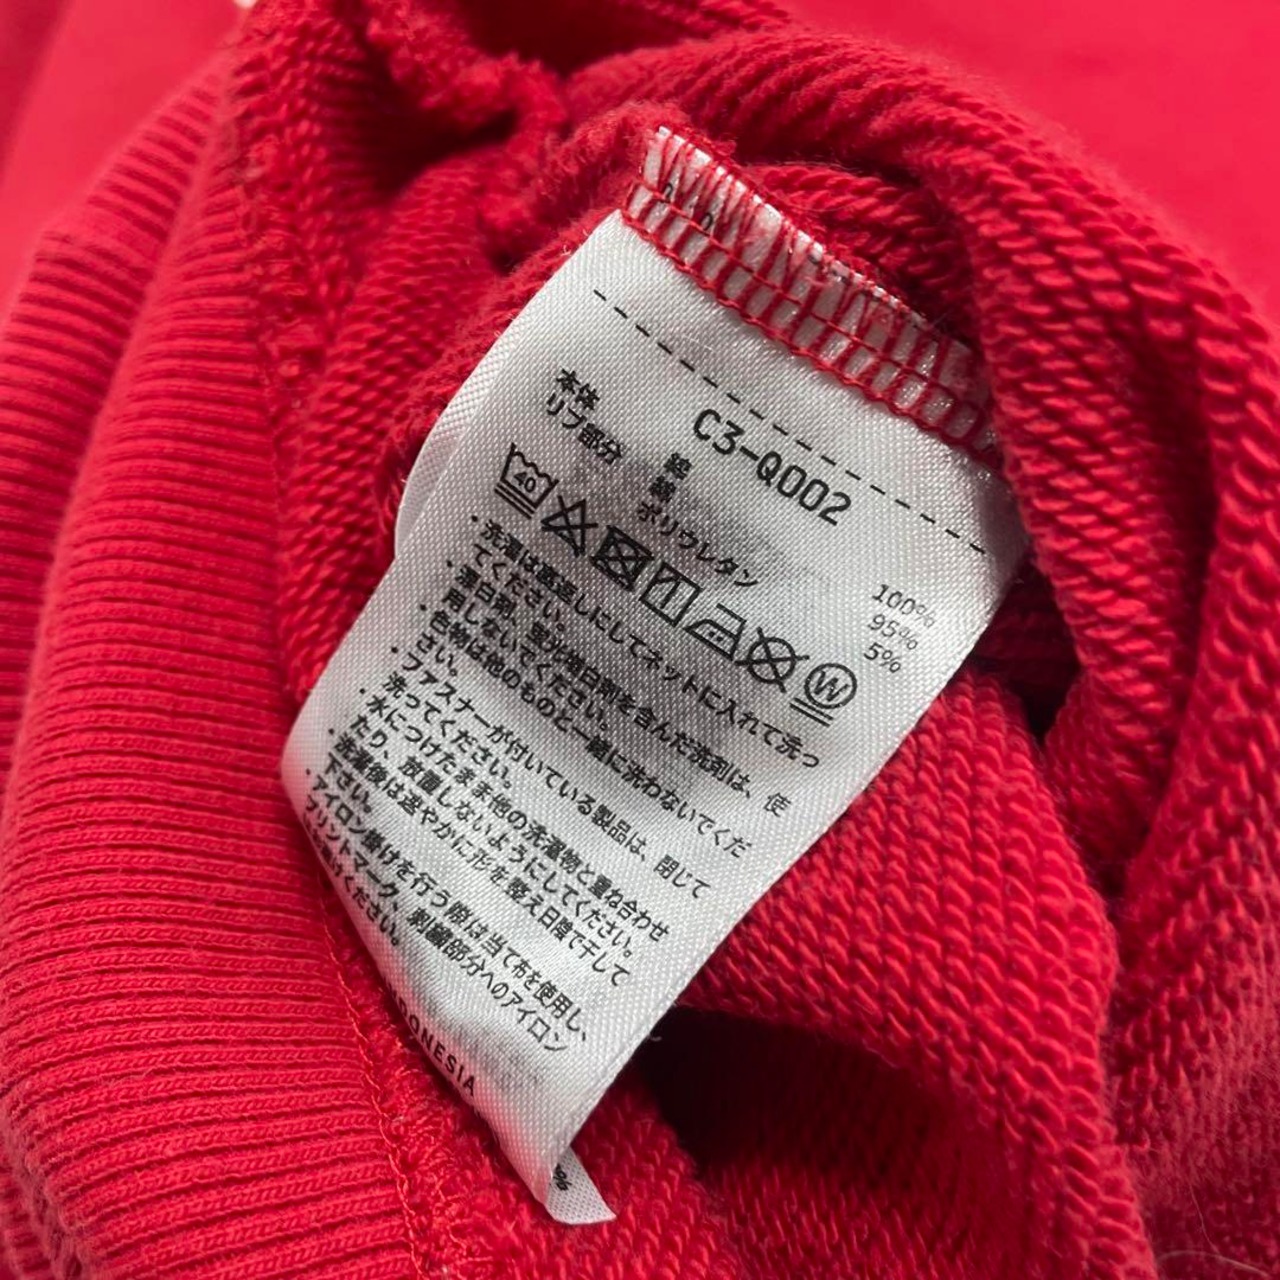 C3-Q002
本体 綿 100%
リブ部分 綿 95%
ポリウレタン 5%
40
W
・洗濯は裏返しにしてネットに入れて洗っ
てください。
・漂白剤、蛍光増白剤を含んだ洗剤は、使
用しないでください。
・色物は他のものと一緒に洗わないでくだ
さい。
・ファスナーが付いている製品は、閉じて
洗ってください。
・水につけたまま他の洗濯物と重ね合わせ
たり、放置しないようにしてください。
・洗濯後は速やかに形を整え日陰で干して
下さい。
・アイロン掛けを行う際は当て布を使用し、
プリントマーク、刺繍部分へのアイロン
ください。
ONESIA
%